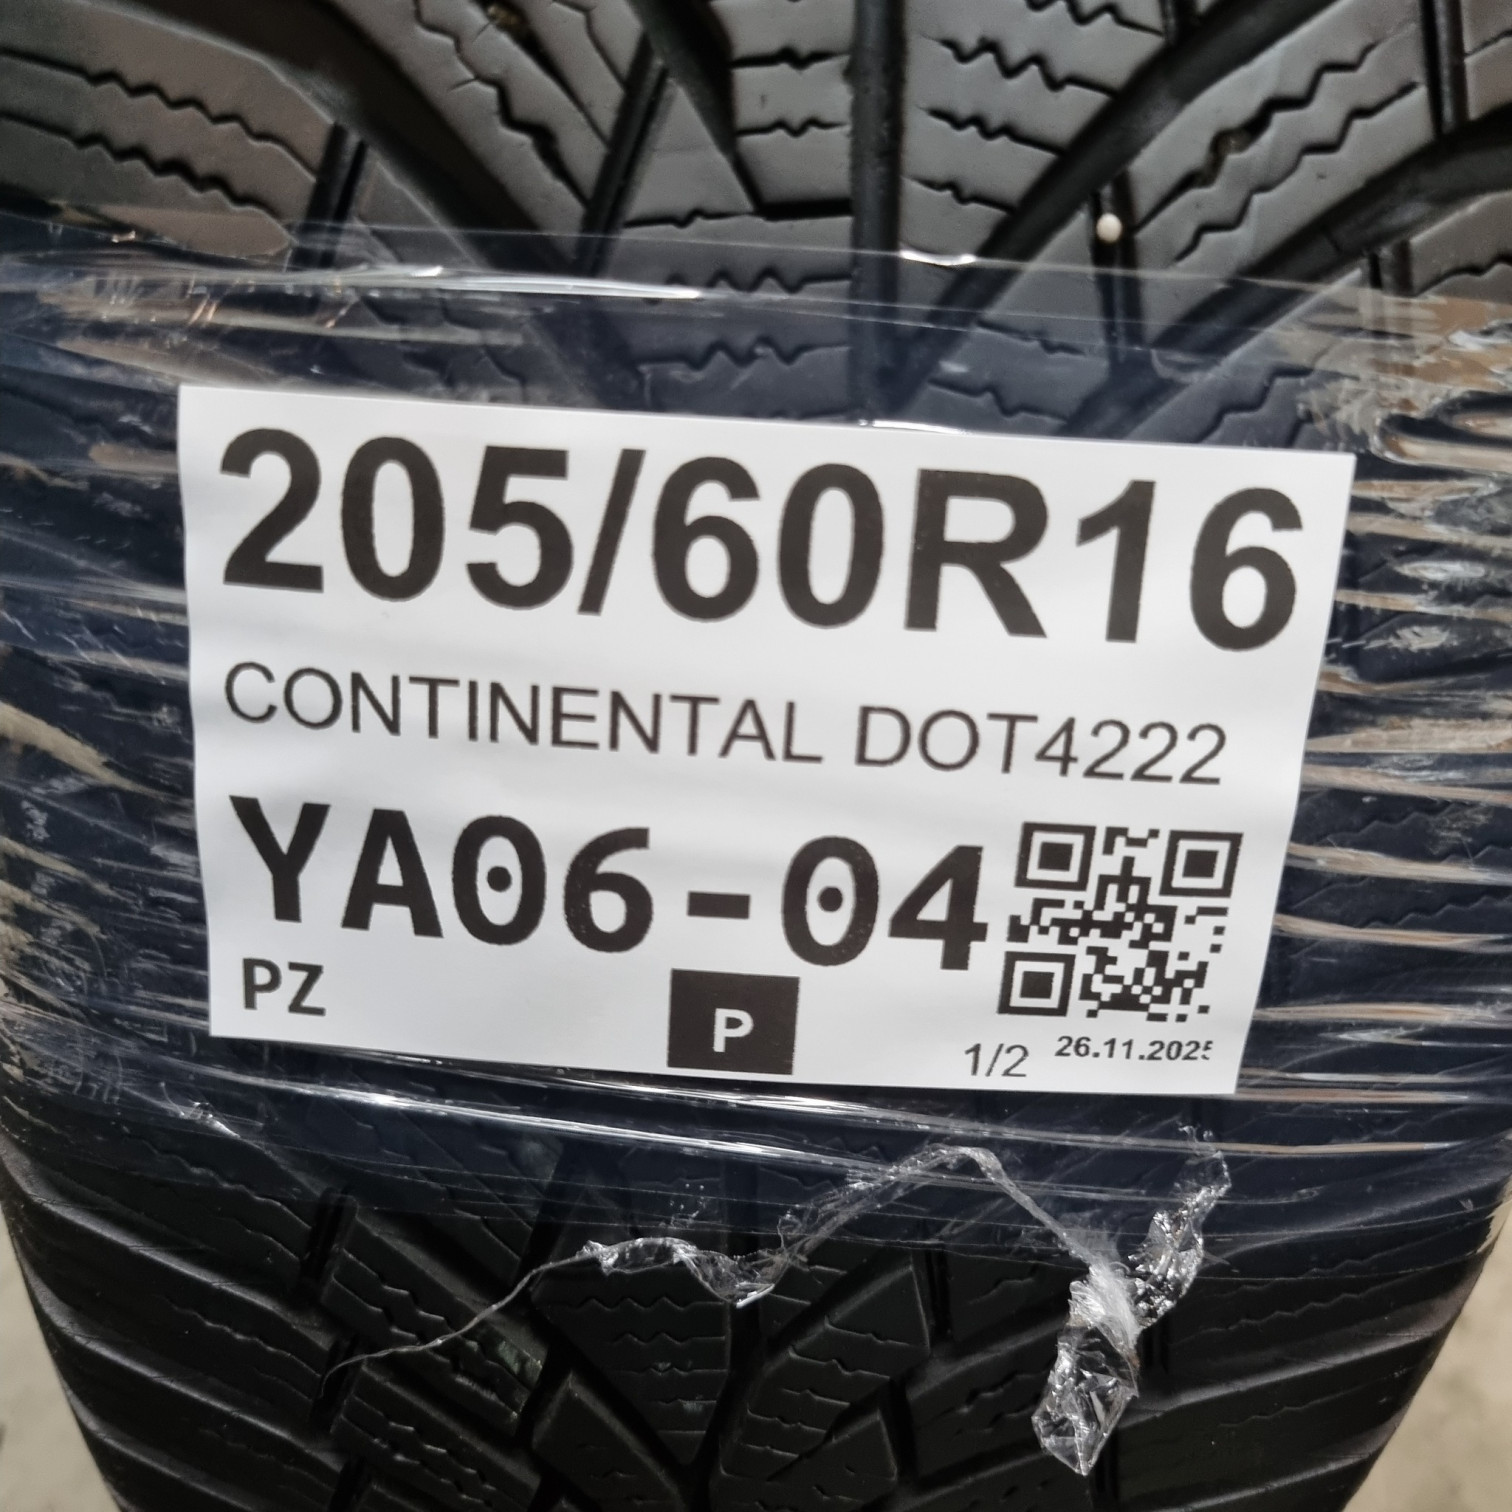 205/60R16
CONTINENTAL DOT4222
YA06-04
PZ
P
1/2
26.11.2025